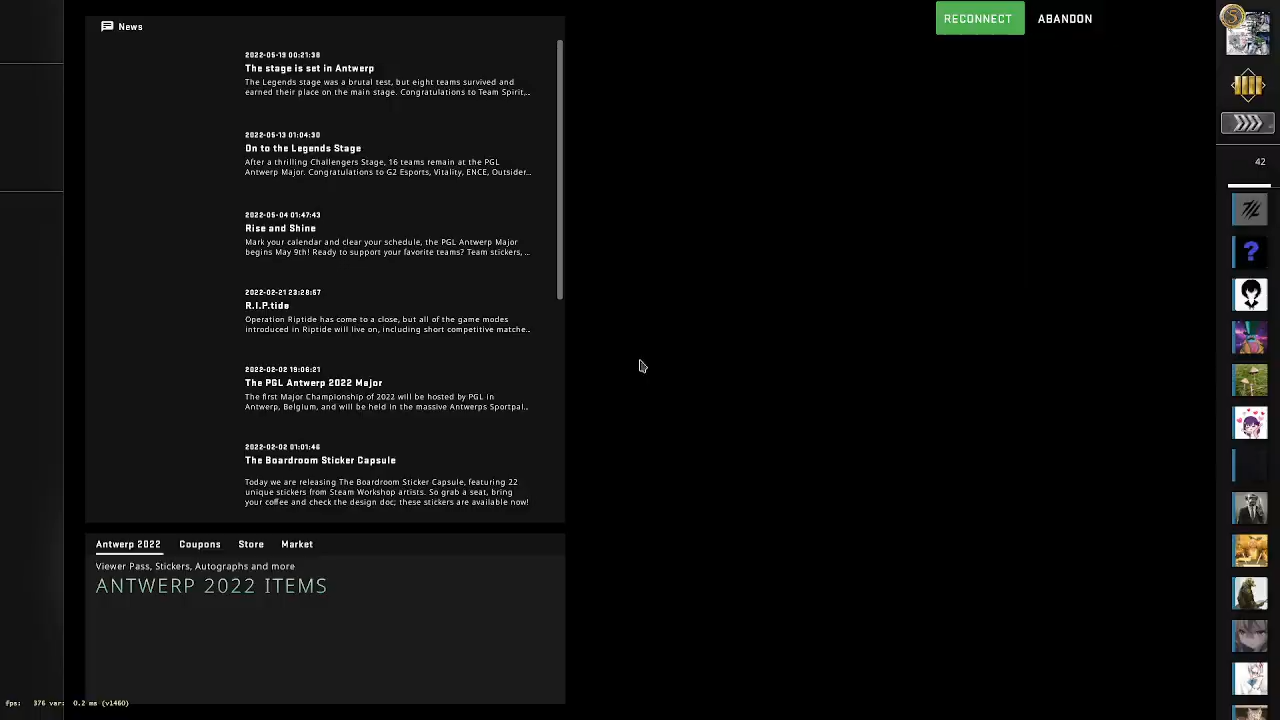 News
RECONNECT
ABANDON
2022-05-19 00:21:38
The stage is set in Antwerp
The Legends stage was a brutal test, but eight teams survived and
earned their place on the main stage. Congratulations to Team Spirit,..
2022-05-13 01:04:30
On to the Legends Stage
After a thrilling Challengers Stage, 16 teams remain at the PGL
Antwerp Major. Congratulations to G2 Esports, Vitality, ENCE, Outsider..
2022-05-04 01:47:43
Rise and Shine
Mark your calendar and clear your schedule, the PGL Antwerp Major
begins May 9th! Ready to support your favorite teams? Team stickers, ..
2022-02-21 23:28:57
R.I.P.tide
Operation Riptide has come to a close, but all of the game modes
introduced in Riptide will live on, including short competitive matche..
2022-02-02 19:06:21
The PGL Antwerp 2022 Major
The first Major Championship of 2022 will be hosted by PGL in
Antwerp, Belgium, and will be held in the massive Antwerps Sportpal..
2022-02-02 01:01:46
The Boardroom Sticker Capsule
Today we are releasing The Boardroom Sticker Capsule, featuring 22
unique stickers from Steam Workshop artists. So grab a seat, bring
your coffee and check the design doc; these stickers are available now!
Antwerp 2022 Coupons Store Market
Viewer Pass, Stickers, Autographs and more
ANTWERP 2022 ITEMS
fps: 376 var: 0.2 ms (v1460)
5
42
?